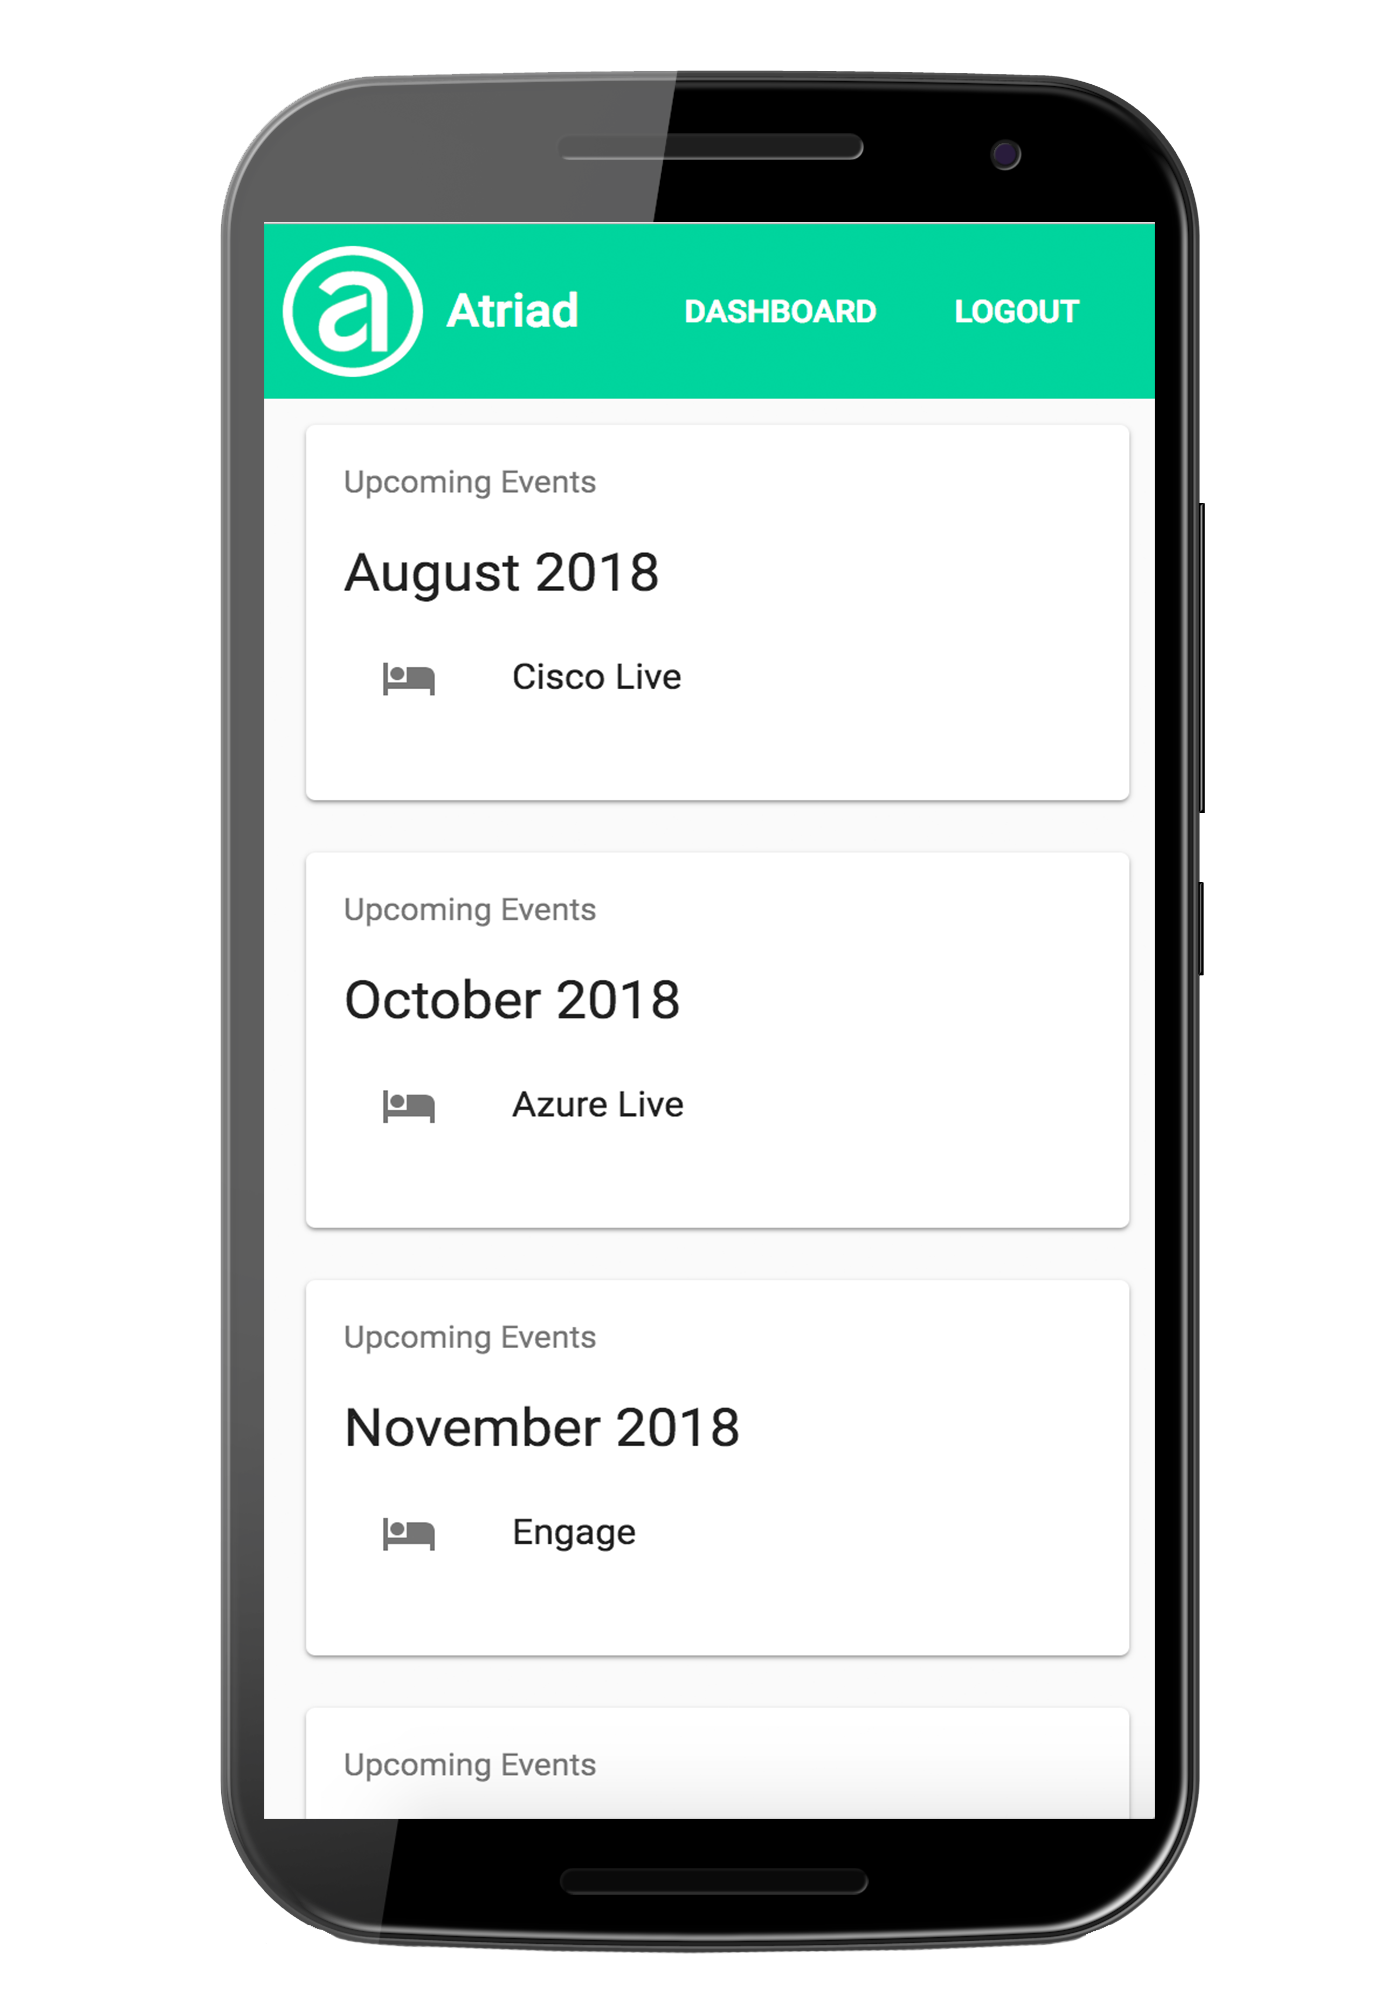 a Atriad DASHBOARD LOGOUT
Upcoming Events
August 2018
Cisco Live
Upcoming Events
October 2018
Azure Live
Upcoming Events
November 2018
Engage
Upcoming Events